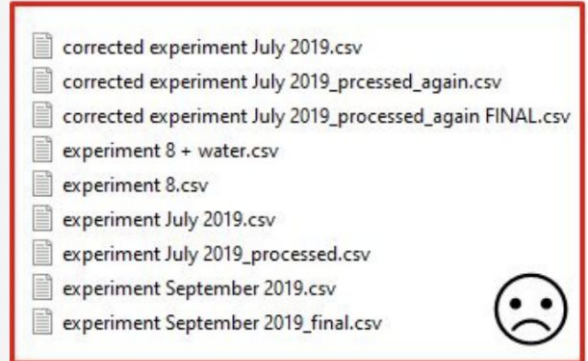 corrected experiment July 2019.csv
corrected experiment July 2019_prcessed_again.csv
corrected experiment July 2019_processed_again FINAL.csv
experiment 8 + water.csv
experiment 8.csv
experiment July 2019.csv
experiment July 2019_processed.csv
experiment September 2019.csv
experiment September 2019_final.csv